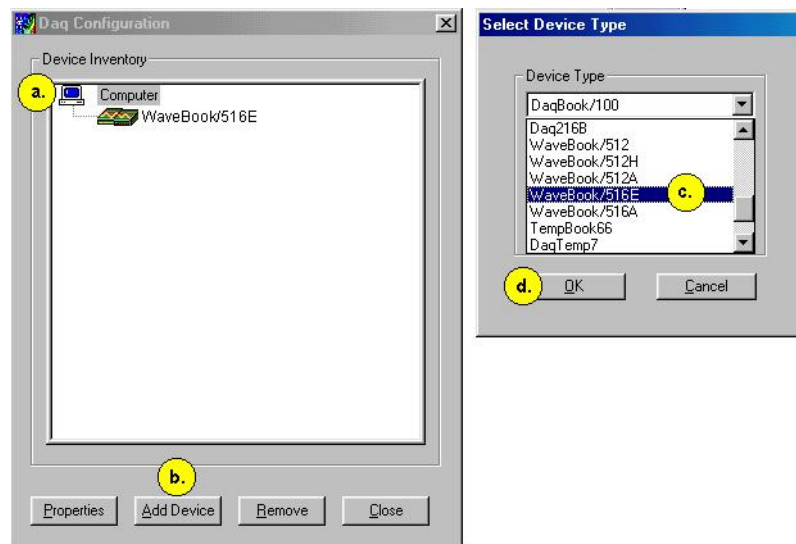 Daq Configuration
Device Inventory
a.
Computer
WaveBook/516E
b.
Properties
Add Device
Remove
Close
Select Device Type
Device Type
DaqBook/100
Daq216B
WaveBook/512
WaveBook/512H
WaveBook/512A
WaveBook/516E
c.
WaveBook/516A
TempBook66
DaqTemp7
d.
OK
Cancel